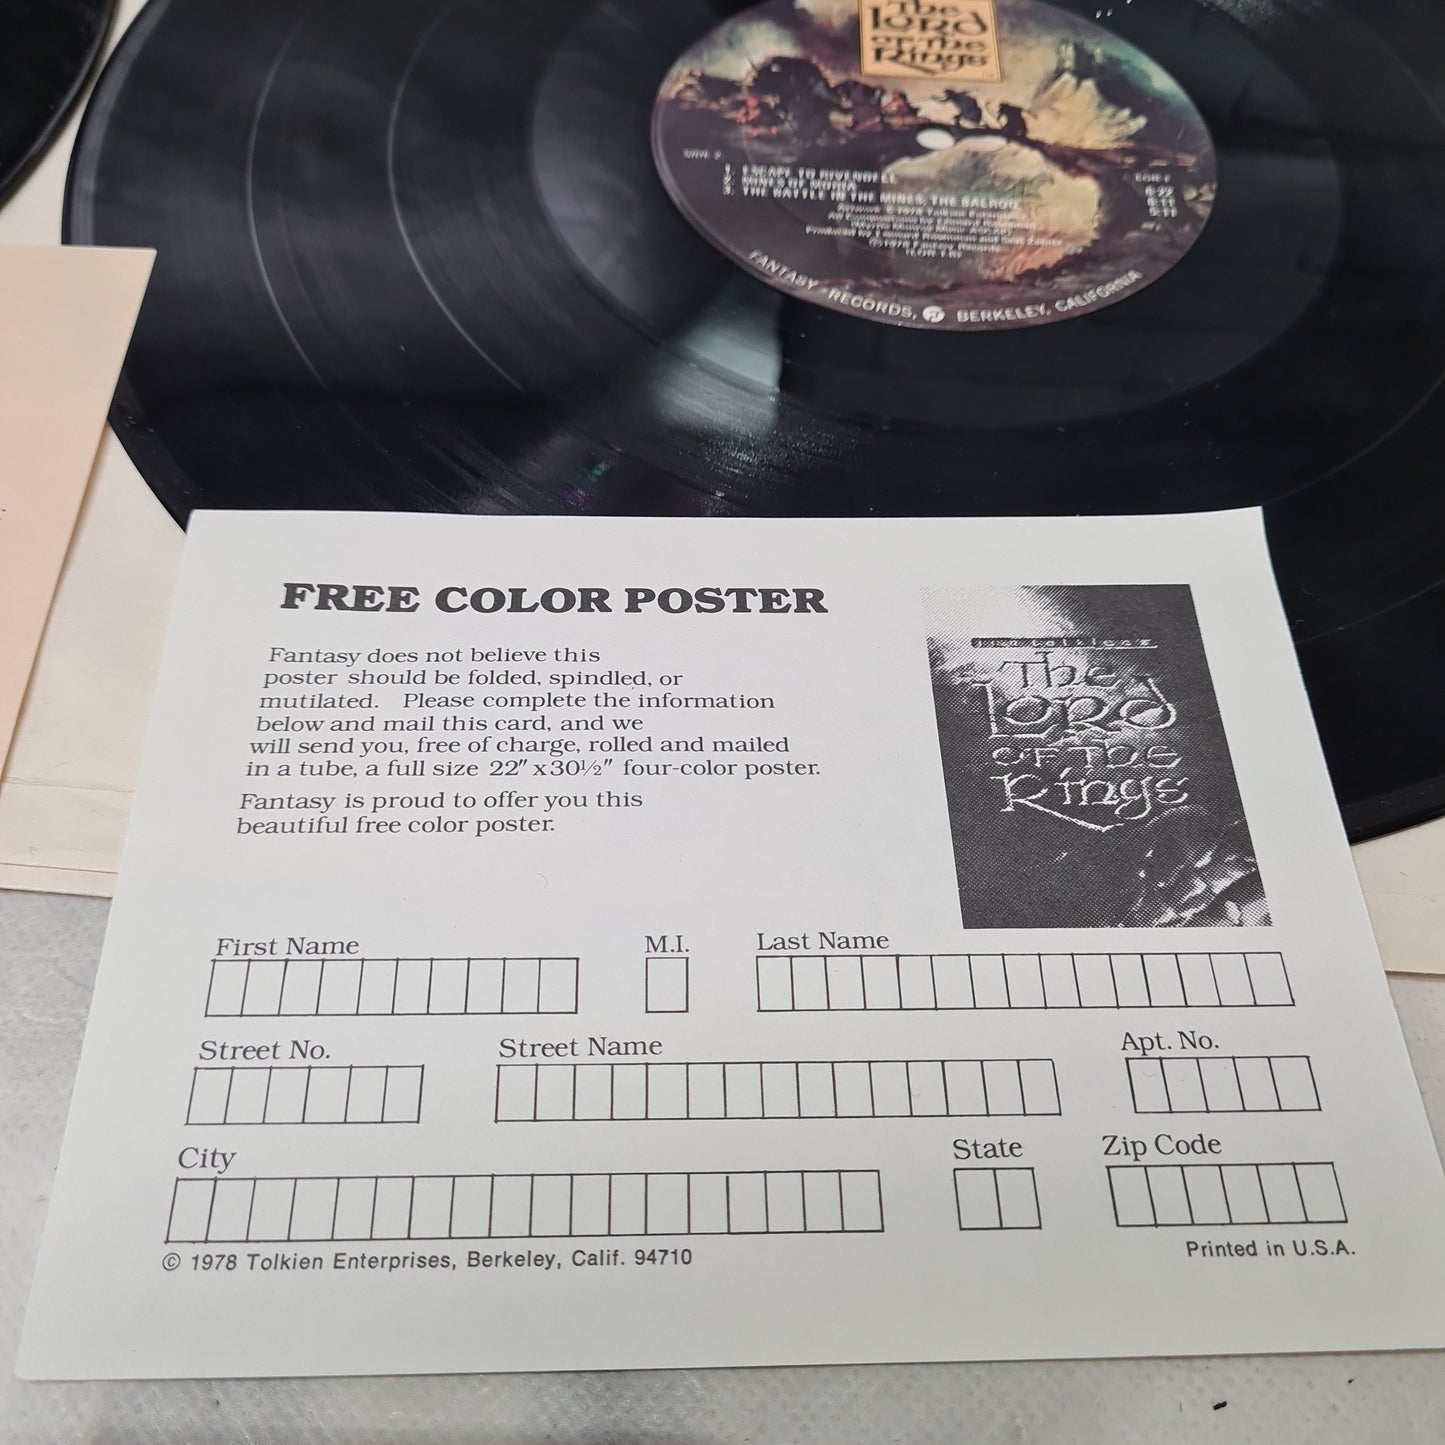 The
Lord
of the
Rings
SIDE 2
1. ESCAPE TO RIVENDELL
2. MINES OF MORIA
3. THE BATTLE IN THE MINES; THE BALROG
FANTASY RECORDS, BERKELEY, CALIFORNIA
FREE COLOR POSTER
Fantasy does not believe this
poster should be folded, spindled, or
mutilated. Please complete the information
below and mail this card, and we
will send you, free of charge, rolled and mailed
in a tube, a full size 22″ x 30½″ four-color poster.
Fantasy is proud to offer you this
beautiful free color poster.
The
Lord
of the
Rings
First Name M.I. Last Name
Street No. Street Name Apt. No.
City State Zip Code
© 1978 Tolkien Enterprises, Berkeley, Calif. 94710
Printed in U.S.A.